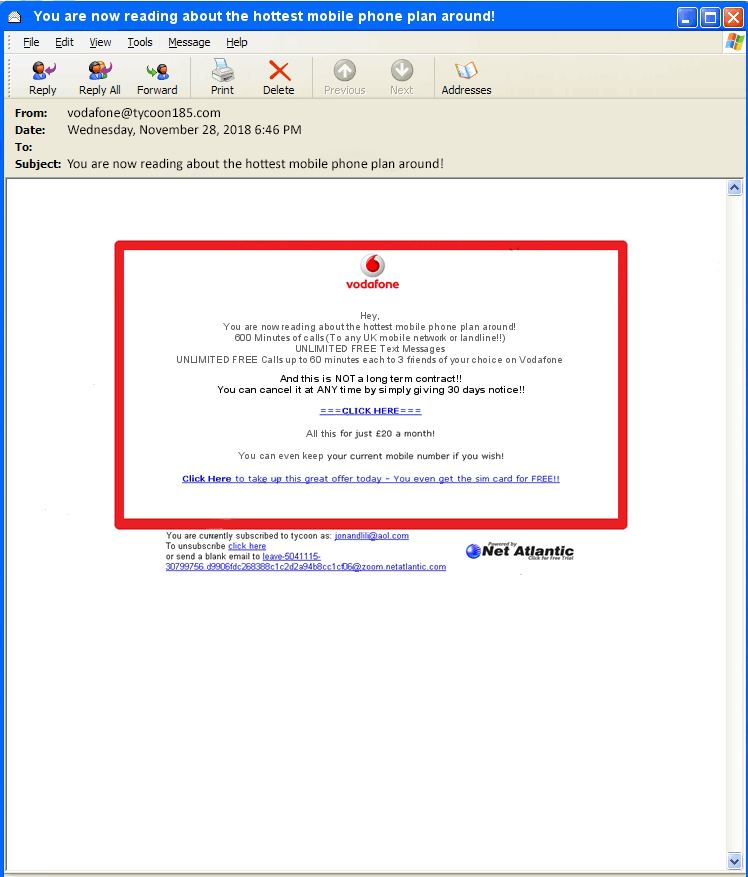 You are now reading about the hottest mobile phone plan around!
File Edit View Tools Message Help
Reply Reply All Forward Print Delete Previous Next Addresses
From: vodafone@tycoon185.com
Date: Wednesday, November 28, 2018 6:46 PM
To:
Subject: You are now reading about the hottest mobile phone plan around!
vodafone
Hey,
You are now reading about the hottest mobile phone plan around!
600 Minutes of calls (To any UK mobile network or landline!!)
UNLIMITED FREE Text Messages
UNLIMITED FREE Calls up to 60 minutes each to 3 friends of your choice on Vodafone
And this is NOT a long term contract!!
You can cancel it at ANY time by simply giving 30 days notice!!
===CLICK HERE===
All this for just £20 a month!
You can even keep your current mobile number if you wish!
Click Here to take up this great offer today - You even get the sim card for FREE!!
You are currently subscribed to tycoon as: jonandlili@aol.com
To unsubscribe click here
or send a blank email to leave-5041115-
30799756.d9906fdc268388c1c2d2a94b8cc1cf06@zoom.netatlantic.com
Powered by
Net Atlantic
Click for Free Trial